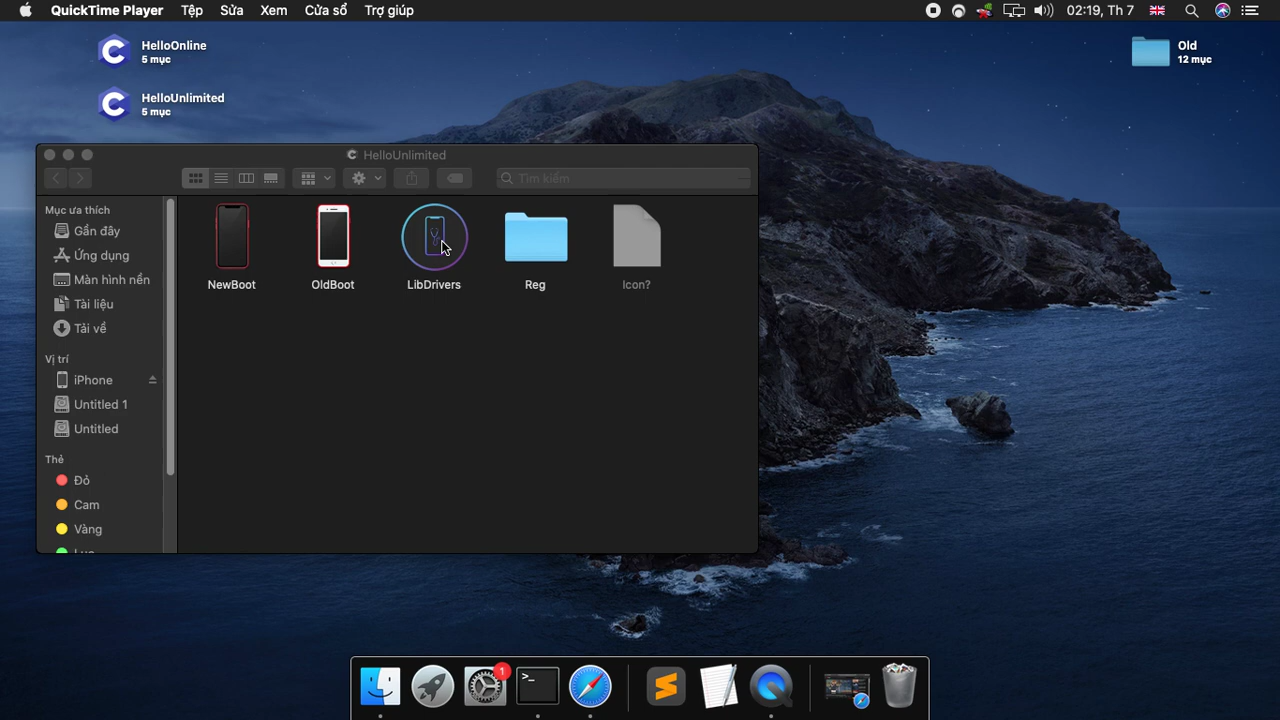 QuickTime Player Tệp Sửa Xem Cửa sổ Trợ giúp 02:19, Th 7
HelloOnline
5 mục
HelloUnlimited
5 mục
Old
12 mục
HelloUnlimited
Tìm kiếm
Mục ưa thích
Gần đây
Ứng dụng
Màn hình nền
Tài liệu
Tải về
Vị trí
iPhone
Untitled 1
Untitled
Thẻ
Đỏ
Cam
Vàng
NewBoot OldBoot LibDrivers Reg Icon?
1
>_